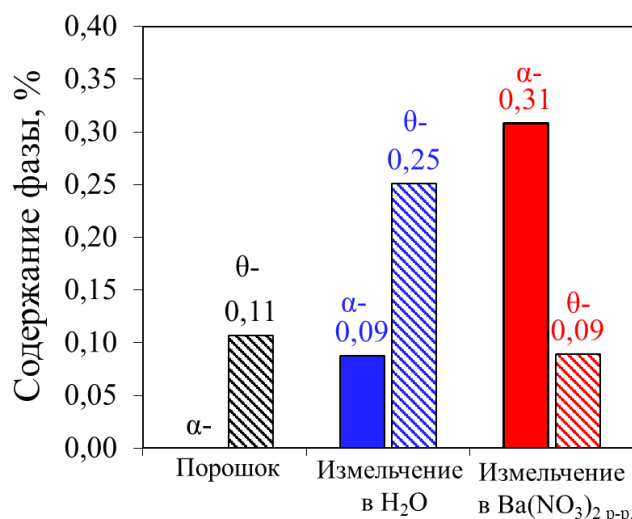 Содержание фазы, %
0,40
0,35
0,30
0,25
0,20
0,15
0,10
0,05
0,00
α-
θ-
0,11
α-
0,09
θ-
0,25
α-
0,31
θ-
0,09
Порошок
Измельчение
в H₂O
Измельчение
в Ba(NO₃)₂ р-р.